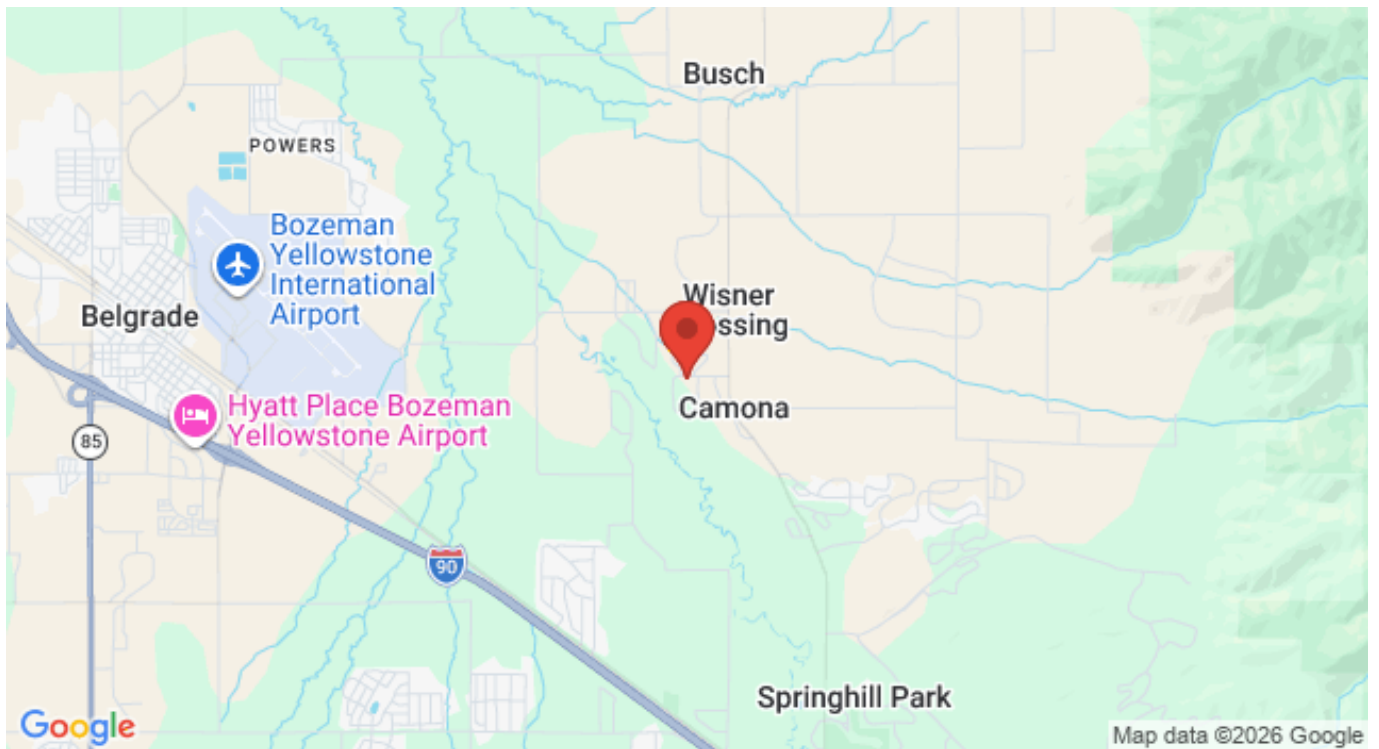 Busch
POWERS
Bozeman
Yellowstone
International
Airport
Belgrade
Wisner
ossing
Camona
Hyatt Place Bozeman
Yellowstone Airport
85
90
Springhill Park
Google
Map data ©2026 Google